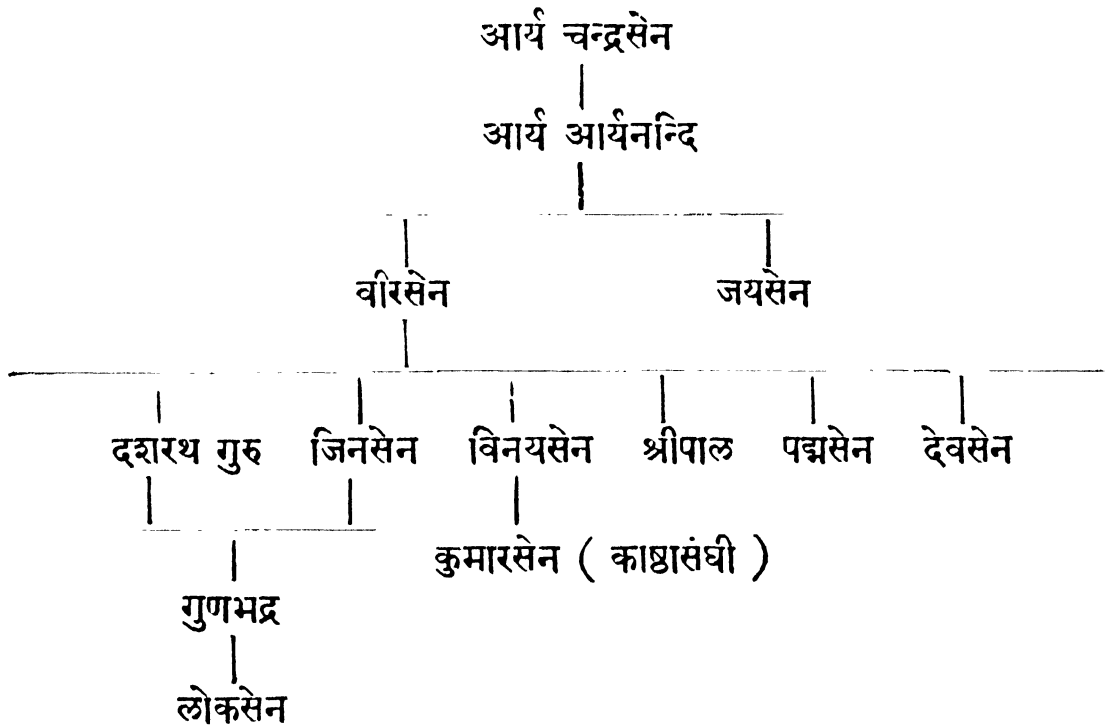 आर्य चन्द्रसेन
आर्य आर्यनन्दि
वीरसेन जयसेन
दशरथ गुरु जिनसेन विनयसेन श्रीपाल पद्मसेन देवसेन
कुमारसेन ( काष्ठासंघी )
गुणभद्र
लोकसेन